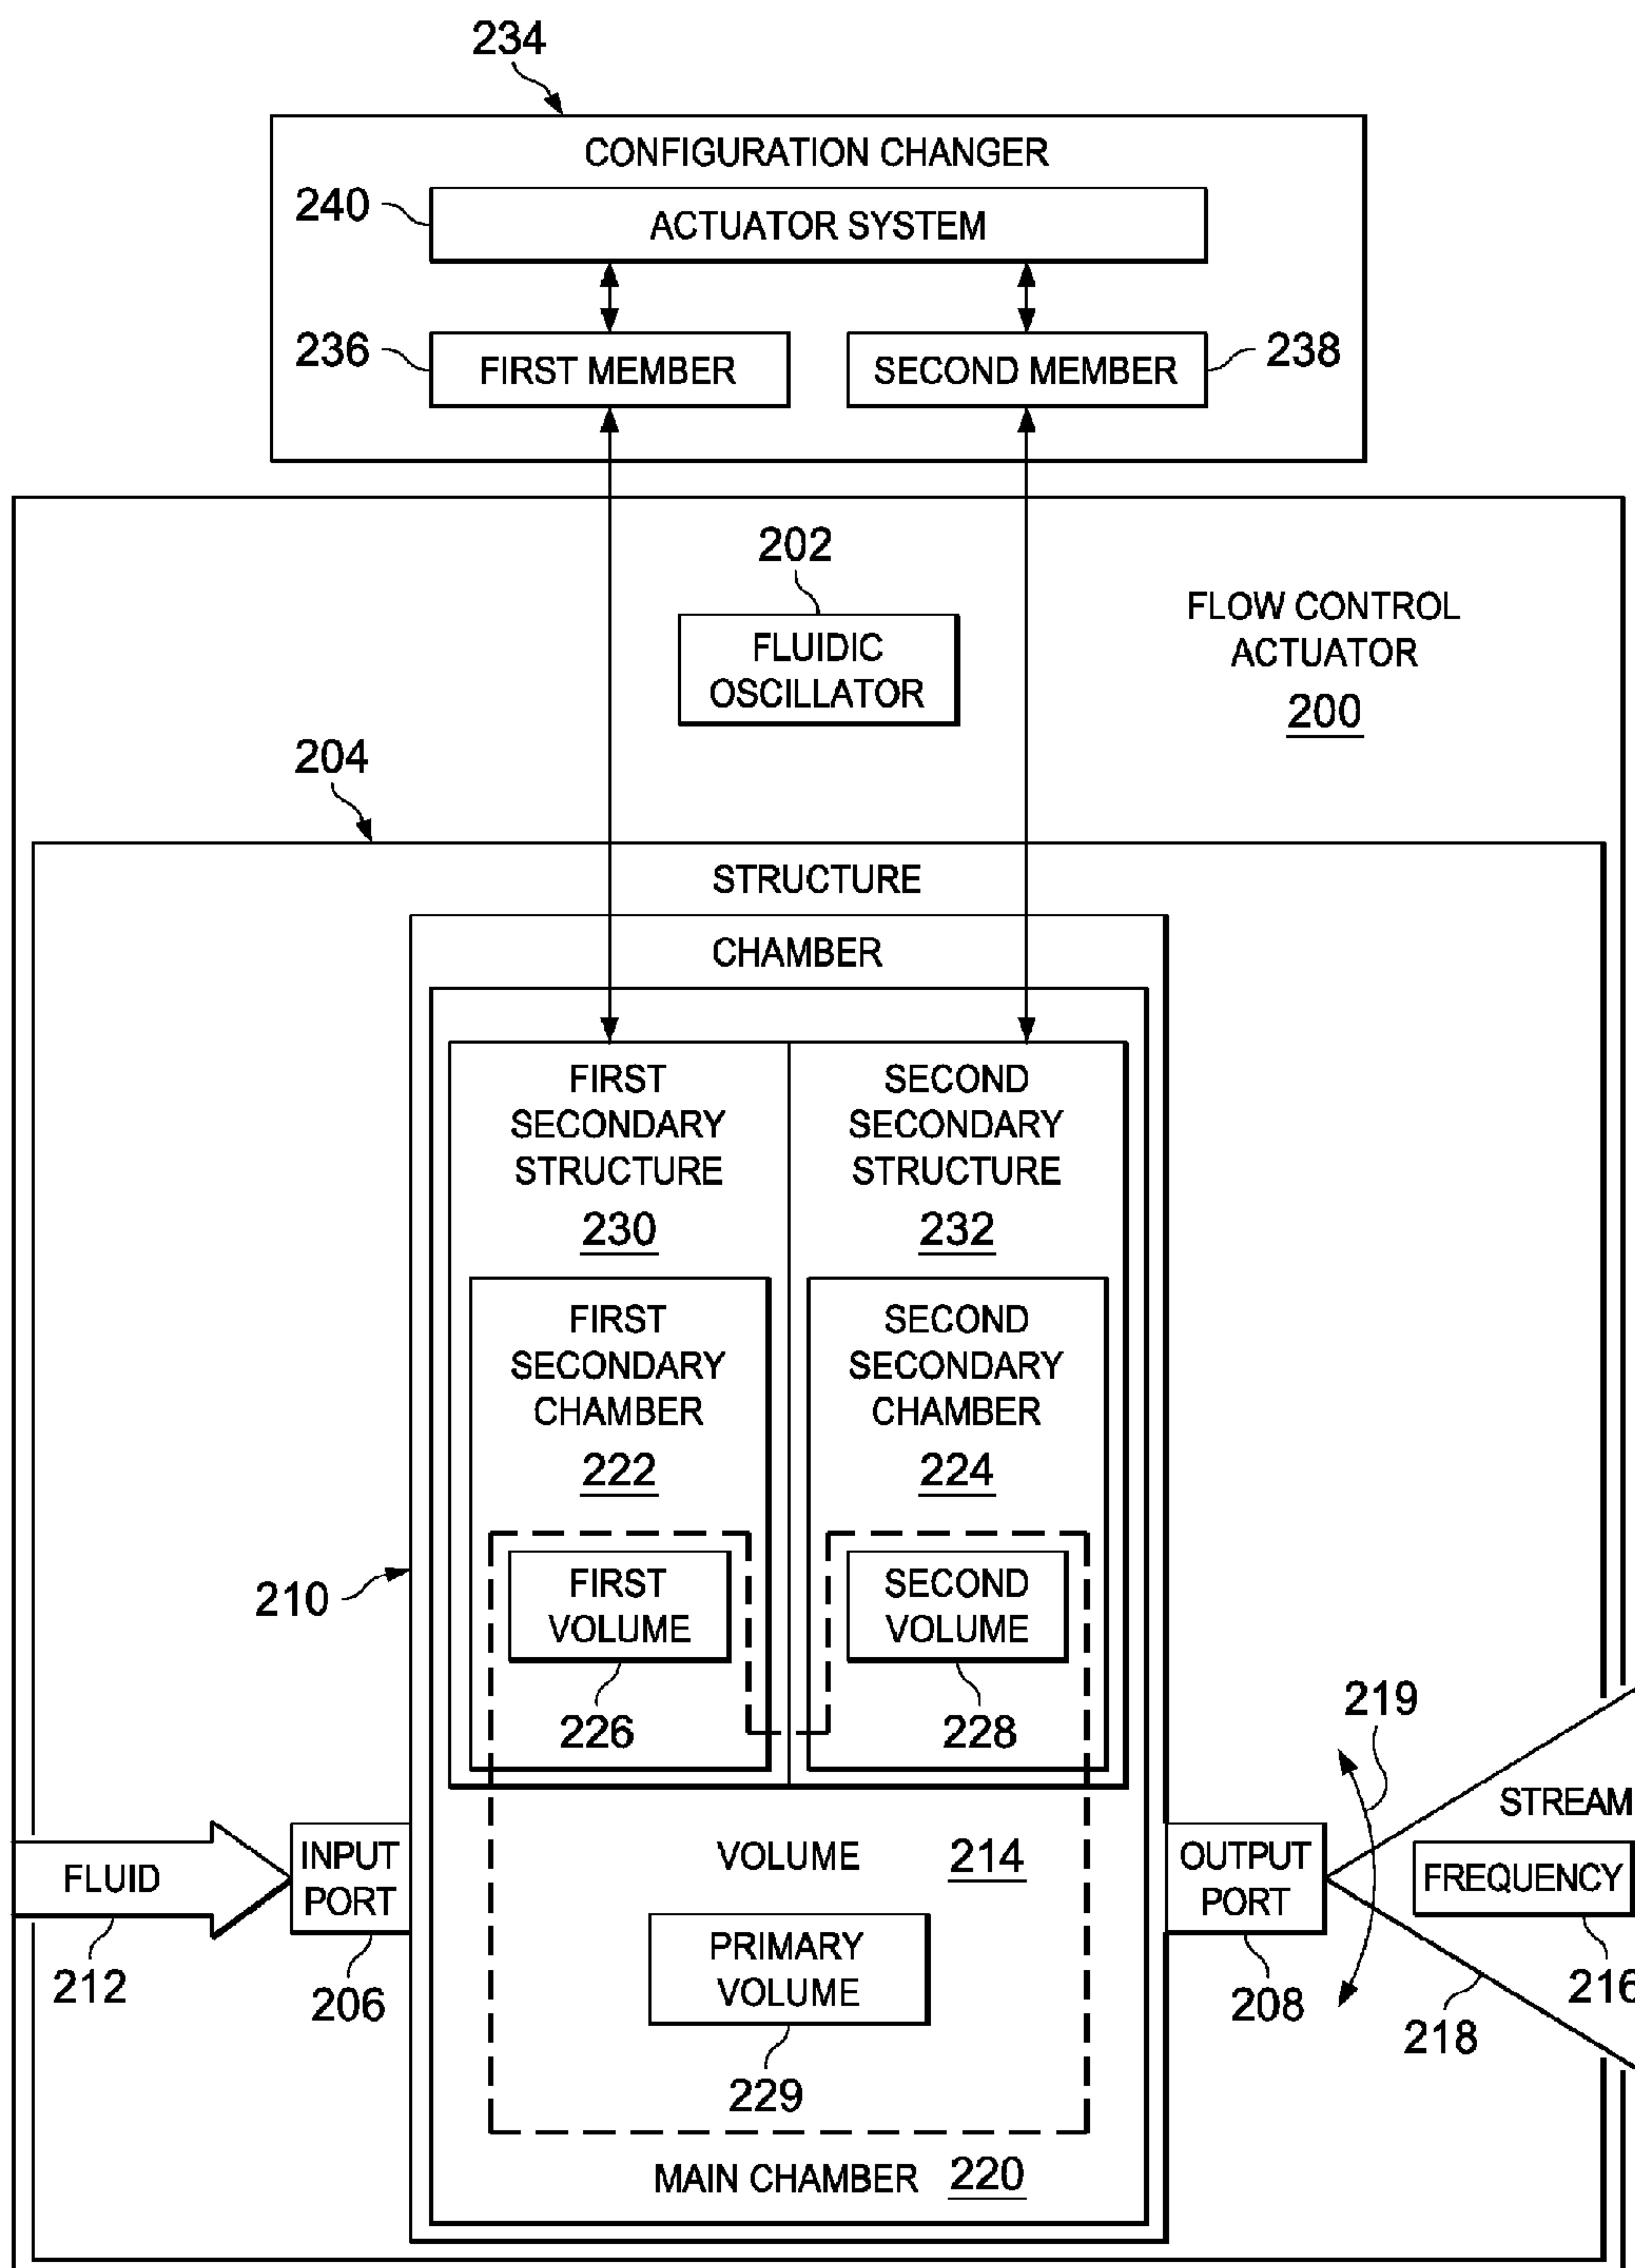 234
CONFIGURATION CHANGER
240
ACTUATOR SYSTEM
236
FIRST MEMBER
SECOND MEMBER
238
202
FLUIDIC
OSCILLATOR
FLOW CONTROL
ACTUATOR
200
204
STRUCTURE
CHAMBER
FIRST
SECONDARY
STRUCTURE
230
SECOND
SECONDARY
STRUCTURE
232
FIRST
SECONDARY
CHAMBER
222
SECOND
SECONDARY
CHAMBER
224
210
FIRST
VOLUME
226
SECOND
VOLUME
228
219
STREAM
FLUID
212
INPUT
PORT
206
VOLUME 214
PRIMARY
VOLUME
229
OUTPUT
PORT
208
FREQUENCY
216
218
MAIN CHAMBER 220